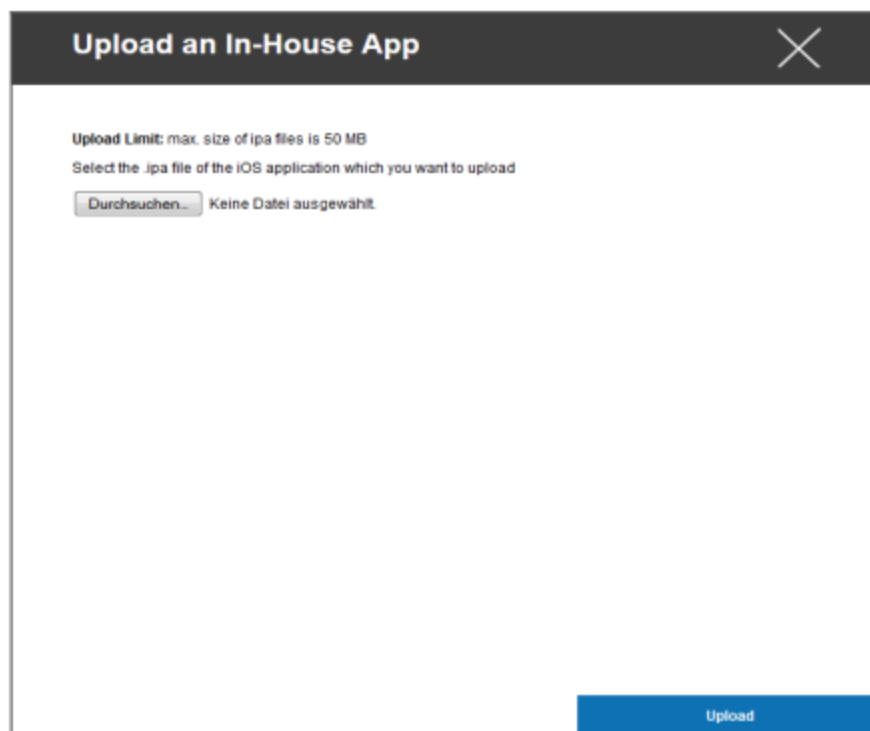 Upload an In-House App
Upload Limit: max. size of ipa files is 50 MB
Select the .ipa file of the iOS application which you want to upload
Durchsuchen... Keine Datei ausgewählt.
Upload